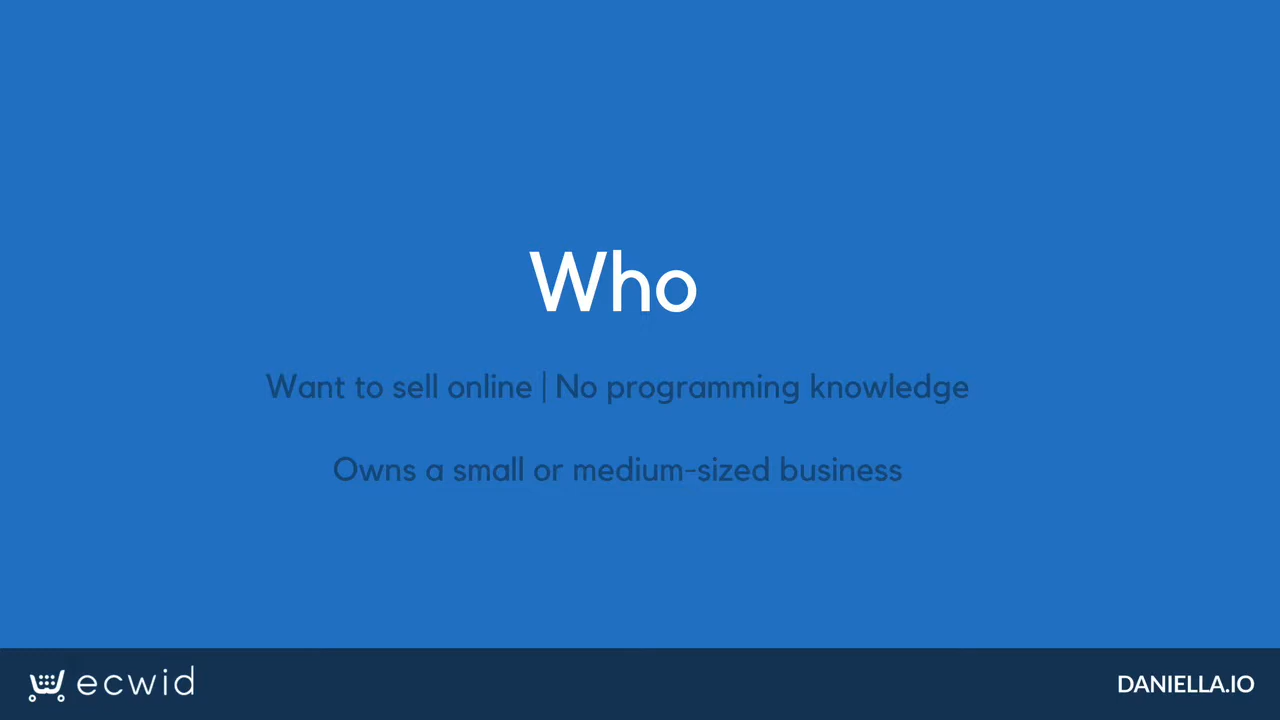 Who
Want to sell online | No programming knowledge
Owns a small or medium-sized business
ecwid
DANIELLA.IO